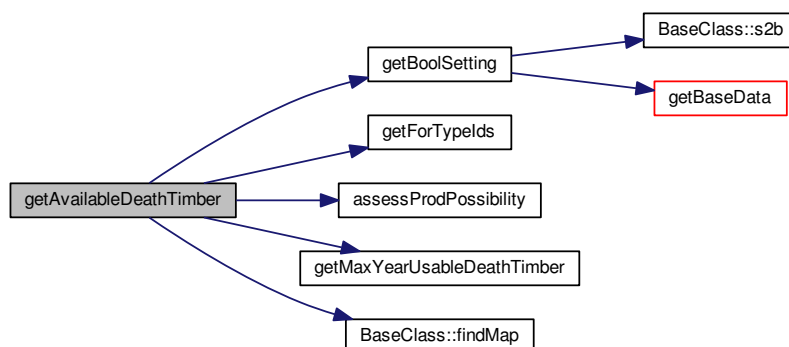 BaseClass::s2b
getBoolSetting
getBaseData
getForTypeIds
getAvailableDeathTimber
assessProdPossibility
getMaxYearUsableDeathTimber
BaseClass::findMap